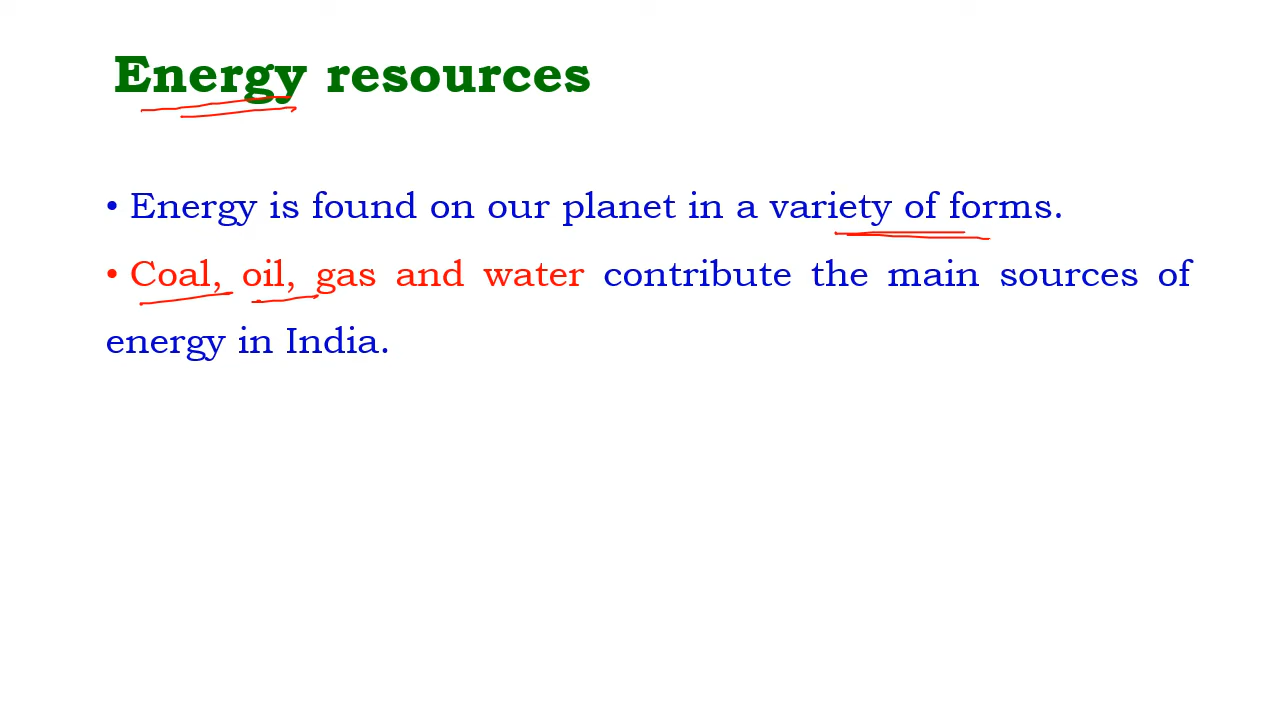 Energy resources
• Energy is found on our planet in a variety of forms.
• Coal, oil, gas and water contribute the main sources of
energy in India.